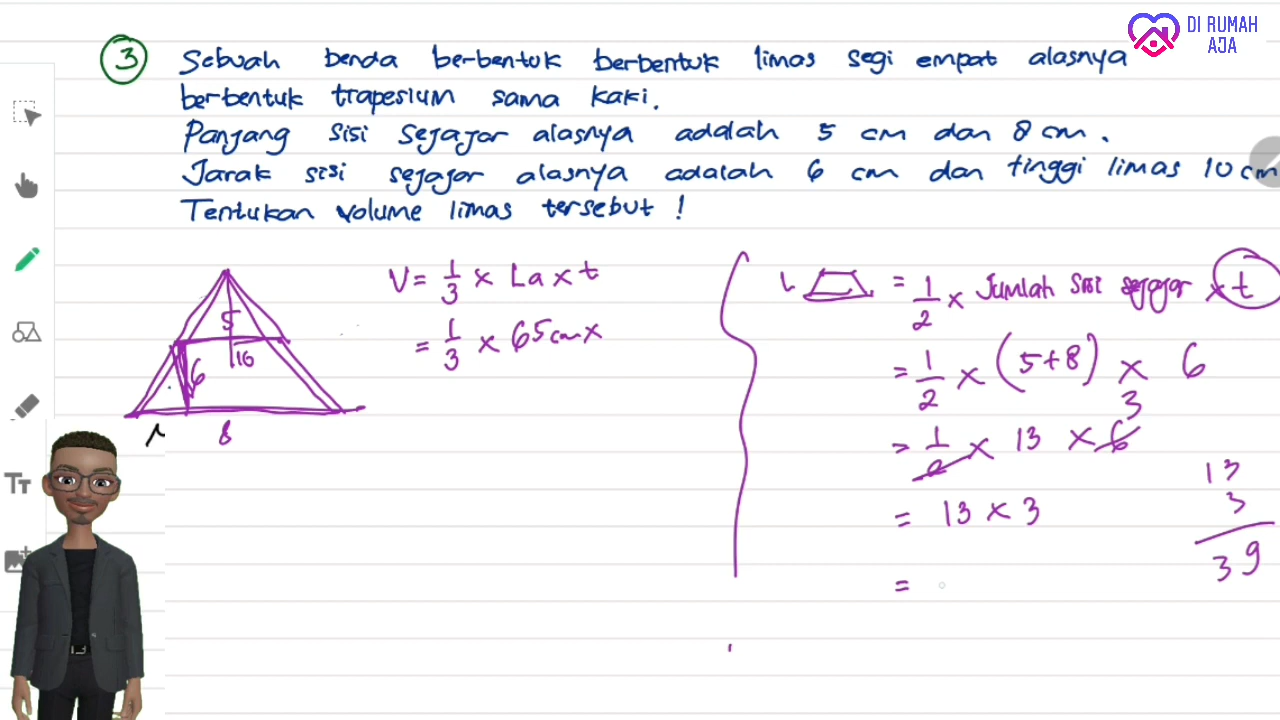 DI RUMAH
AJA
3 Sebuah benda berbentuk berbentuk limas segi empat alasnya
berbentuk trapesium sama kaki.
Panjang sisi sejajar alasnya adalah 5 cm dan 8 cm.
Jarak sisi sejajar alasnya adalah 6 cm dan tinggi limas 10 cm
Tentukan volume limas tersebut !
5
10
6
8
V = 1/3 × La × t
= 1/3 × 65 cm ×
L = 1/2 × Jumlah sisi sejajar × t
= 1/2 × (5+8) × 6
3
= 1/2 × 13 × 6
= 13 × 3
=
13
3
39
Tt